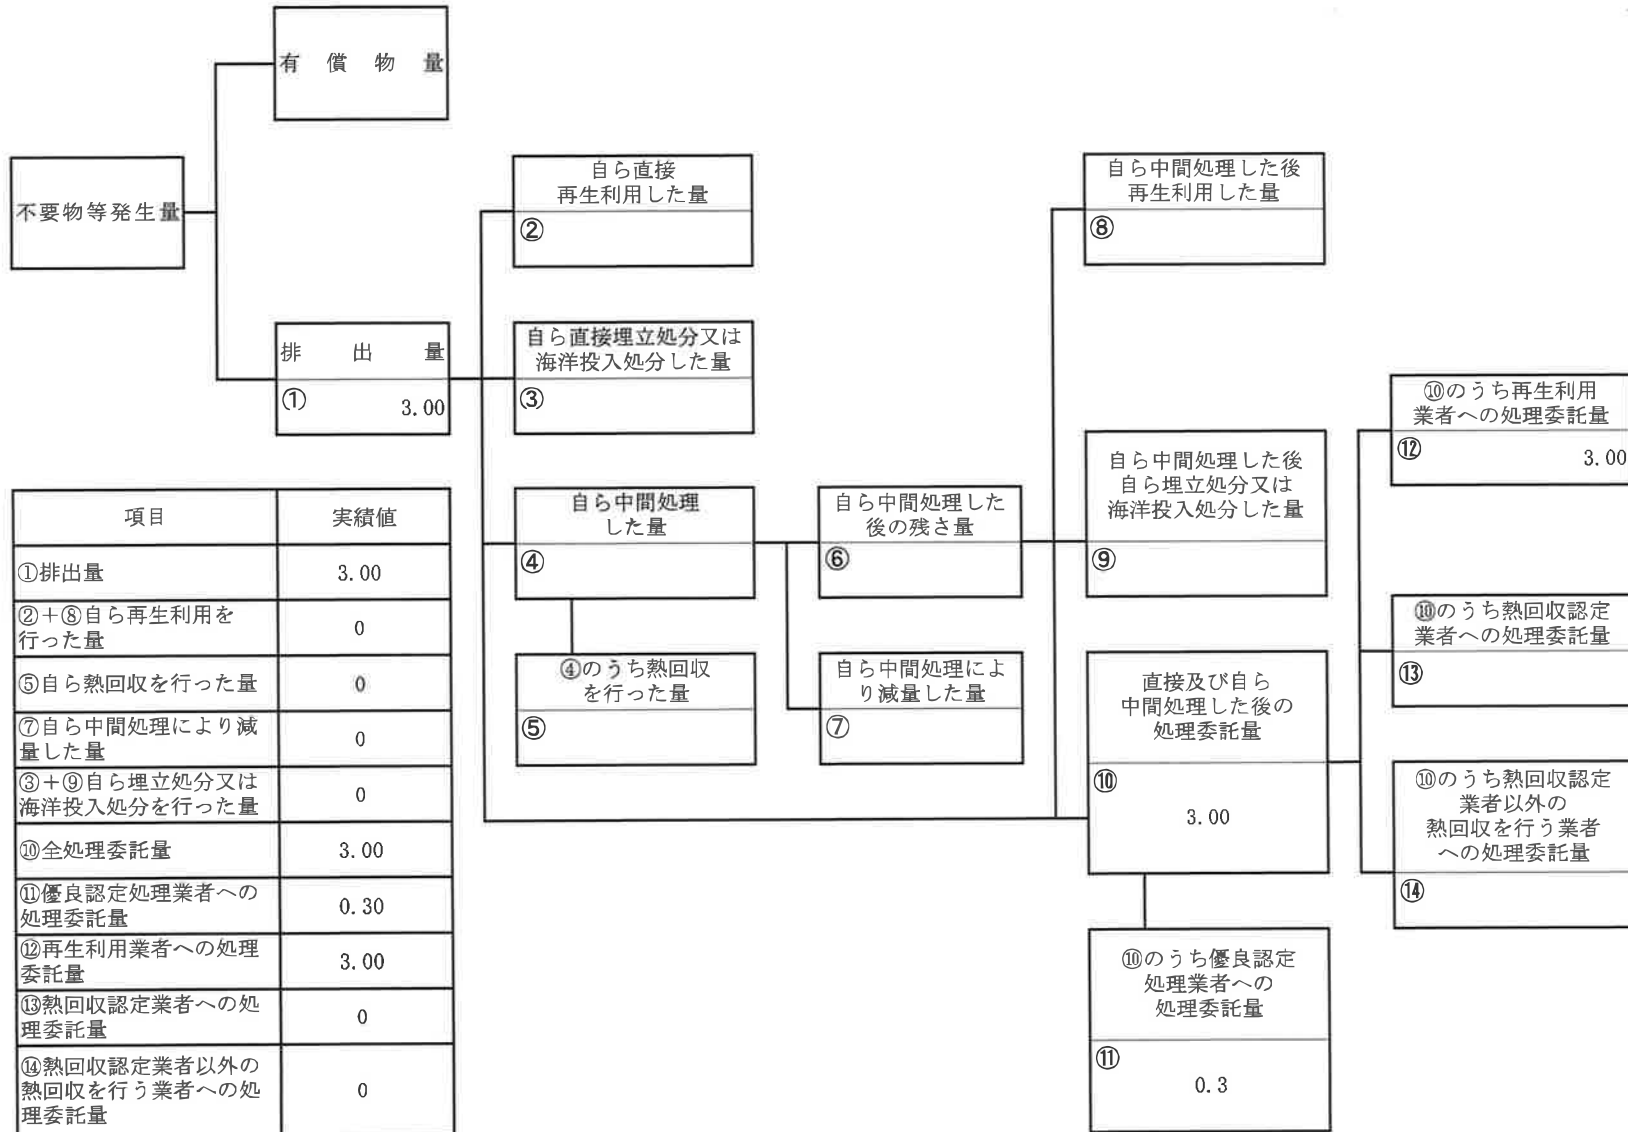 有償物量
不要物等発生量
排出量
①
3.00
自ら直接
再生利用した量
②
自ら直接埋立処分又は
海洋投入処分した量
③
自ら中間処理
した量
④
④のうち熱回収
を行った量
⑤
自ら中間処理した
後の残さ量
⑥
自ら中間処理によ
り減量した量
⑦
自ら中間処理した後
再生利用した量
⑧
自ら中間処理した後
自ら埋立処分又は
海洋投入処分した量
⑨
直接及び自ら
中間処理した後の
処理委託量
⑩
3.00
⑩のうち優良認定
処理業者への
処理委託量
⑪
0.3
⑩のうち再生利用
業者への処理委託量
⑫
3.00
⑩のうち熱回収認定
業者への処理委託量
⑬
⑩のうち熱回収認定
業者以外の
熱回収を行う業者
への処理委託量
⑭
項目 実績値
①排出量 3.00
②+⑧自ら再生利用を
行った量 0
⑤自ら熱回収を行った量 0
⑦自ら中間処理により減
量した量 0
③+⑨自ら埋立処分又は
海洋投入処分を行った量 0
⑩全処理委託量 3.00
⑪優良認定処理業者への
処理委託量 0.30
⑫再生利用業者への処理
委託量 3.00
⑬熱回収認定業者への処
理委託量 0
⑭熱回収認定業者以外の
熱回収を行う業者への処
理委託量 0